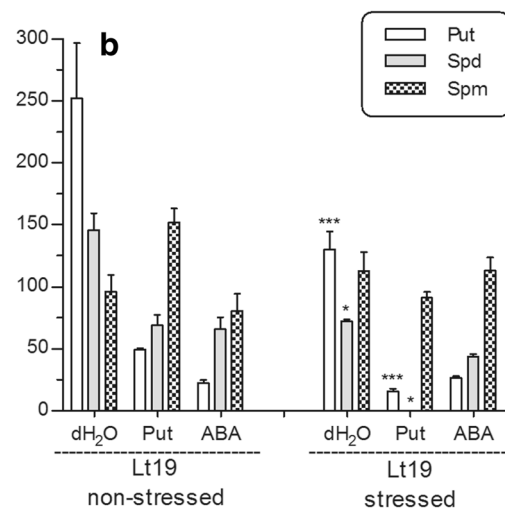 b
Put
Spd
Spm
300
250
200
150
100
50
0
***
*
***
*
dH₂O Put ABA dH₂O Put ABA
Lt19 Lt19
non-stressed stressed